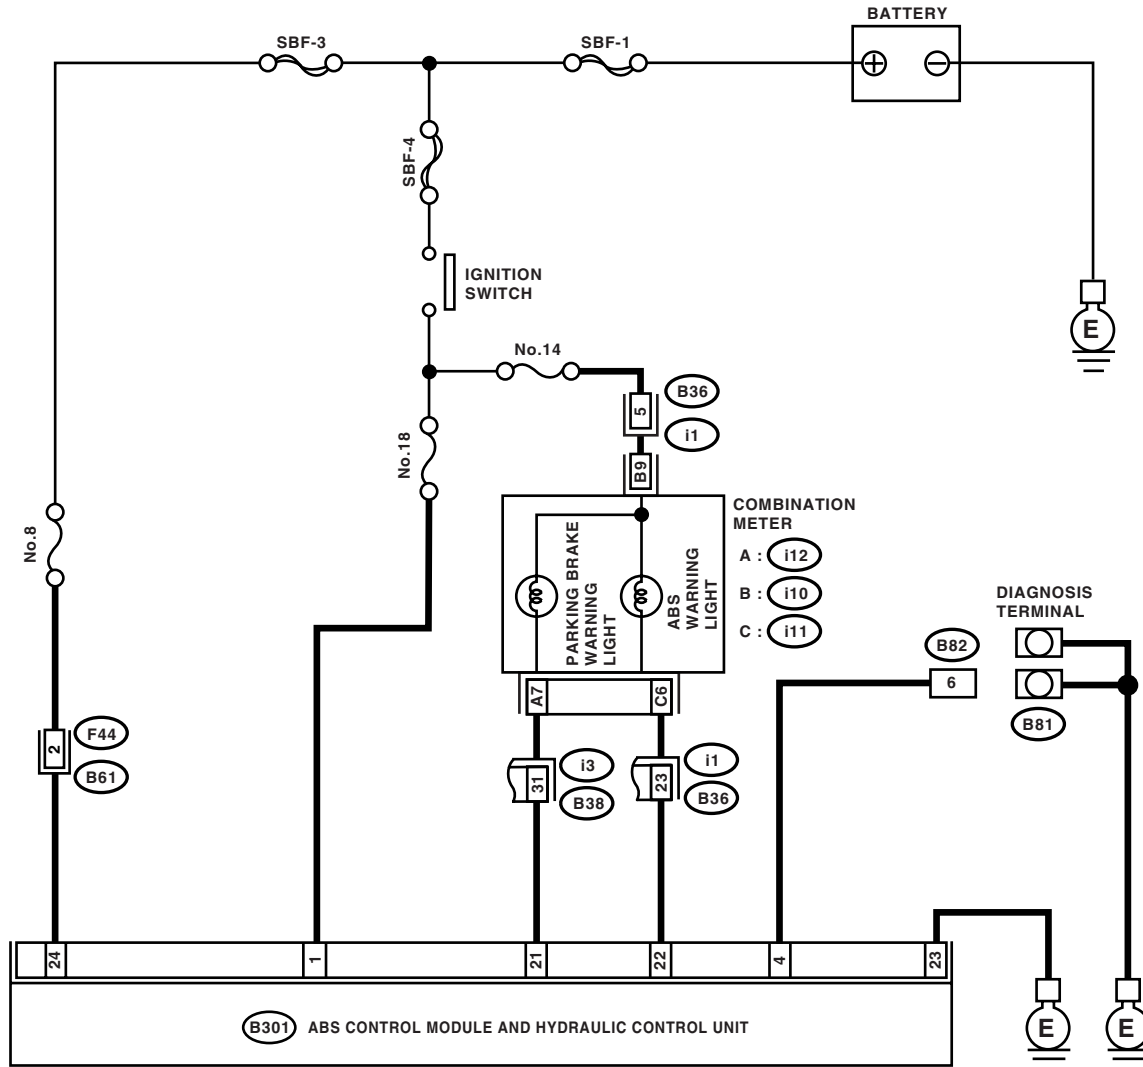 BATTERY
SBF-3
SBF-1
SBF-4
IGNITION
SWITCH
E
No.14
B36
5
i1
No.18
B9
COMBINATION
METER
A : i12
B : i10
C : i11
No.8
PARKING BRAKE
WARNING
LIGHT
ABS
WARNING
LIGHT
DIAGNOSIS
TERMINAL
B82
6
B81
A7
C6
F44
2
B61
i3
31
B38
i1
23
B36
24
1
21
22
4
23
B301 ABS CONTROL MODULE AND HYDRAULIC CONTROL UNIT
E
E